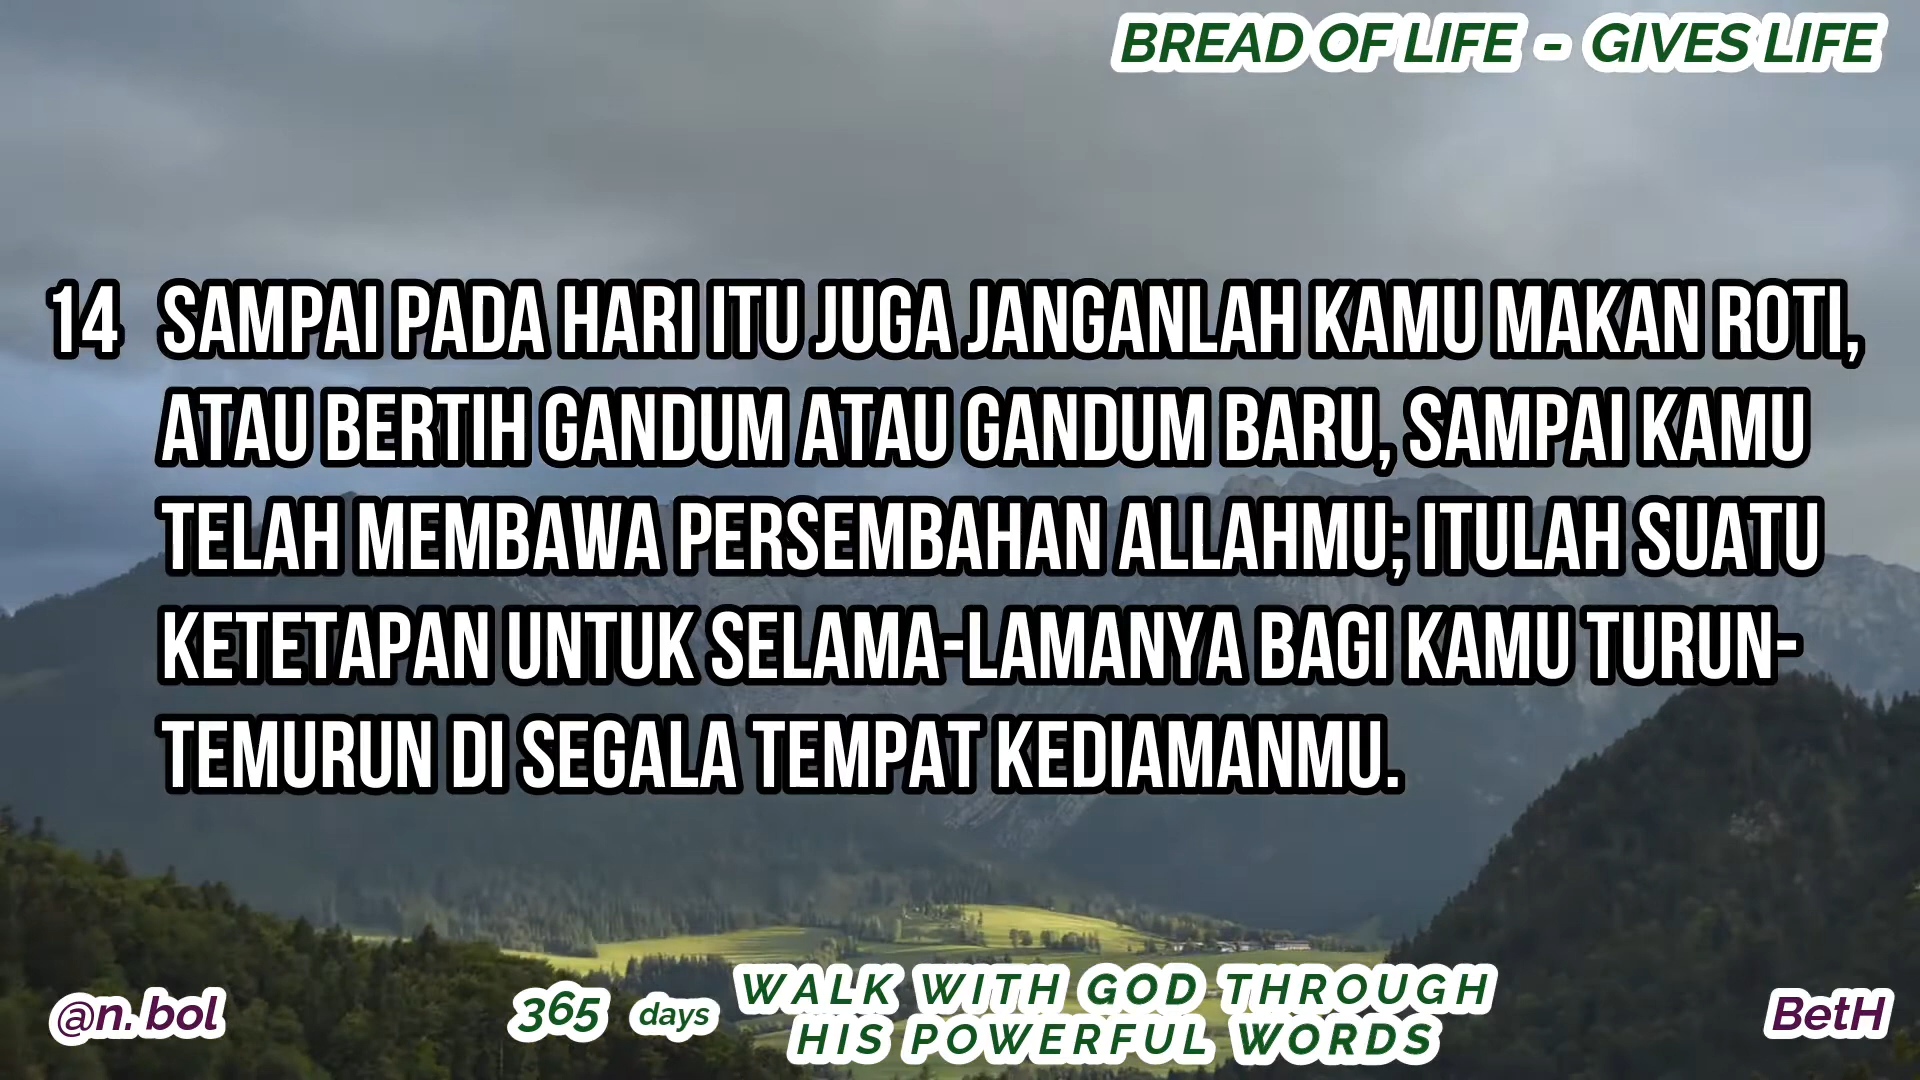 BREAD OF LIFE - GIVES LIFE
14 SAMPAI PADA HARI ITU JUGA JANGANLAH KAMU MAKAN ROTI,
ATAU BERTIH GANDUM ATAU GANDUM BARU, SAMPAI KAMU
TELAH MEMBAWA PERSEMBAHAN ALLAHMU; ITULAH SUATU
KETETAPAN UNTUK SELAMA-LAMANYA BAGI KAMU TURUN-
TEMURUN DI SEGALA TEMPAT KEDIAMANMU.
@n. bol
365 days
WALK WITH GOD THROUGH
HIS POWERFUL WORDS
BetH